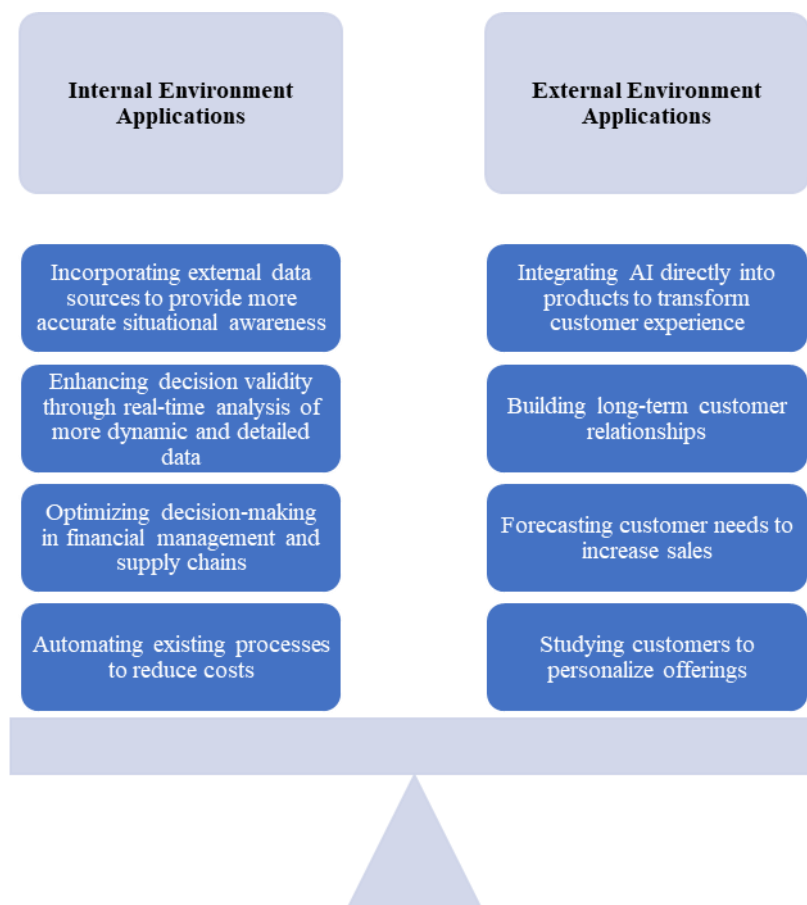 Internal Environment
Applications
Incorporating external data
sources to provide more
accurate situational awareness
Enhancing decision validity
through real-time analysis of
more dynamic and detailed
data
Optimizing decision-making
in financial management and
supply chains
Automating existing processes
to reduce costs
External Environment
Applications
Integrating AI directly into
products to transform
customer experience
Building long-term customer
relationships
Forecasting customer needs to
increase sales
Studying customers to
personalize offerings